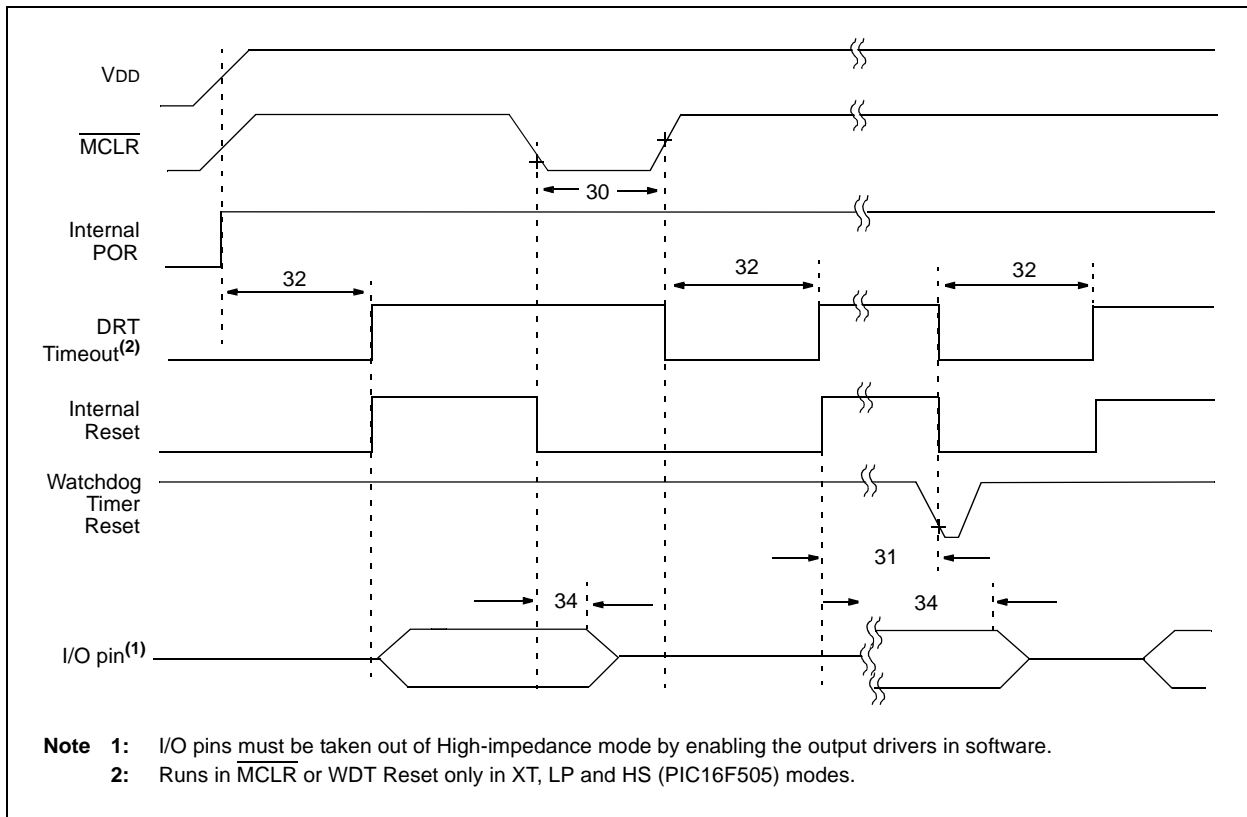 VDD
MCLR
30
Internal
POR
32
32
32
DRT
Timeout(2)
Internal
Reset
Watchdog
Timer
Reset
31
34
34
I/O pin(1)
Note 1: I/O pins must be taken out of High-impedance mode by enabling the output drivers in software.
2: Runs in MCLR or WDT Reset only in XT, LP and HS (PIC16F505) modes.